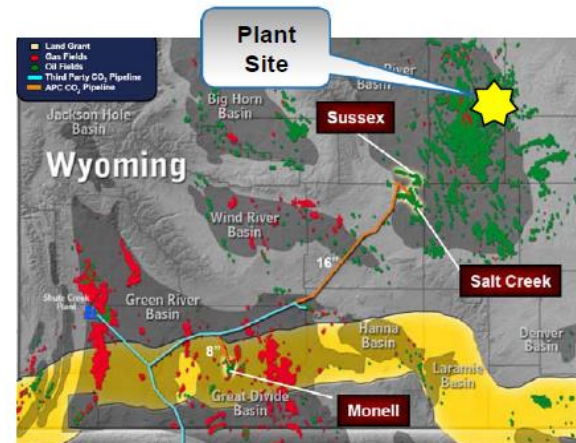 Land Grant
Gas Fields
Oil Fields
Third Party CO₂ Pipeline
APC CO₂ Pipeline
Plant
Site
River
Basin
Jackson Hole
Basin
Big Horn
Basin
Sussex
Wyoming
Wind River
Basin
16"
Salt Creek
Shute Creek
Plant
Green River
Basin
Hanna
Basin
Denver
Basin
8"
Laramie
Basin
Great Divide
Basin
Monell